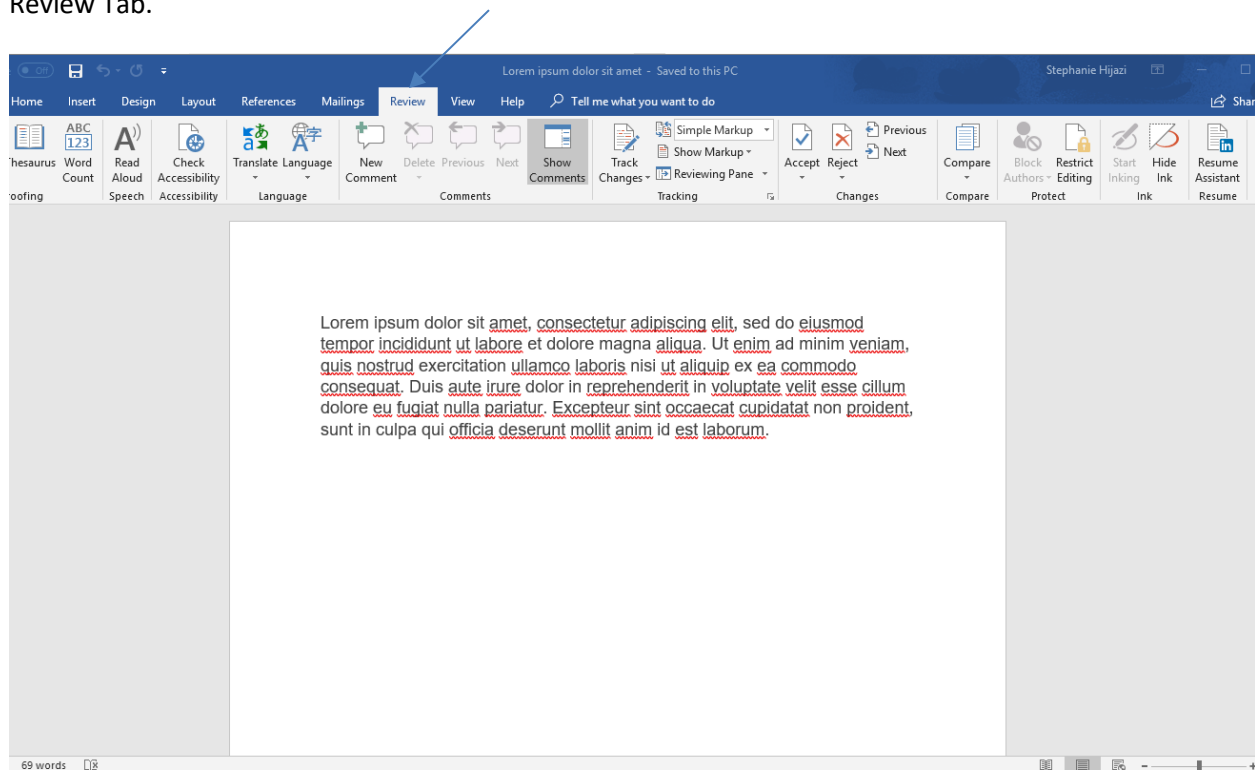 Review Tab.
Off
Lorem ipsum dolor sit amet - Saved to this PC
Stephanie Hijazi
Home Insert Design Layout References Mailings Review View Help Tell me what you want to do Shar
ABC
123
A
Thesaurus Word Count
Read Aloud
Check Accessibility
Translate Language
New Comment
Delete Previous Next
Show Comments
Track Changes
Simple Markup
Show Markup
Reviewing Pane
Accept Reject
Previous
Next
Compare
Block Authors
Restrict Editing
Start Inking
Hide Ink
in
Resume Assistant
oofing Speech Accessibility Language Comments Tracking Changes Compare Protect Ink Resume
Lorem ipsum dolor sit amet, consectetur adipiscing elit, sed do eiusmod
tempor incididunt ut labore et dolore magna aliqua. Ut enim ad minim veniam,
quis nostrud exercitation ullamco laboris nisi ut aliquip ex ea commodo
consequat. Duis aute irure dolor in reprehenderit in voluptate velit esse cillum
dolore eu fugiat nulla pariatur. Excepteur sint occaecat cupidatat non proident,
sunt in culpa qui officia deserunt mollit anim id est laborum.
69 words